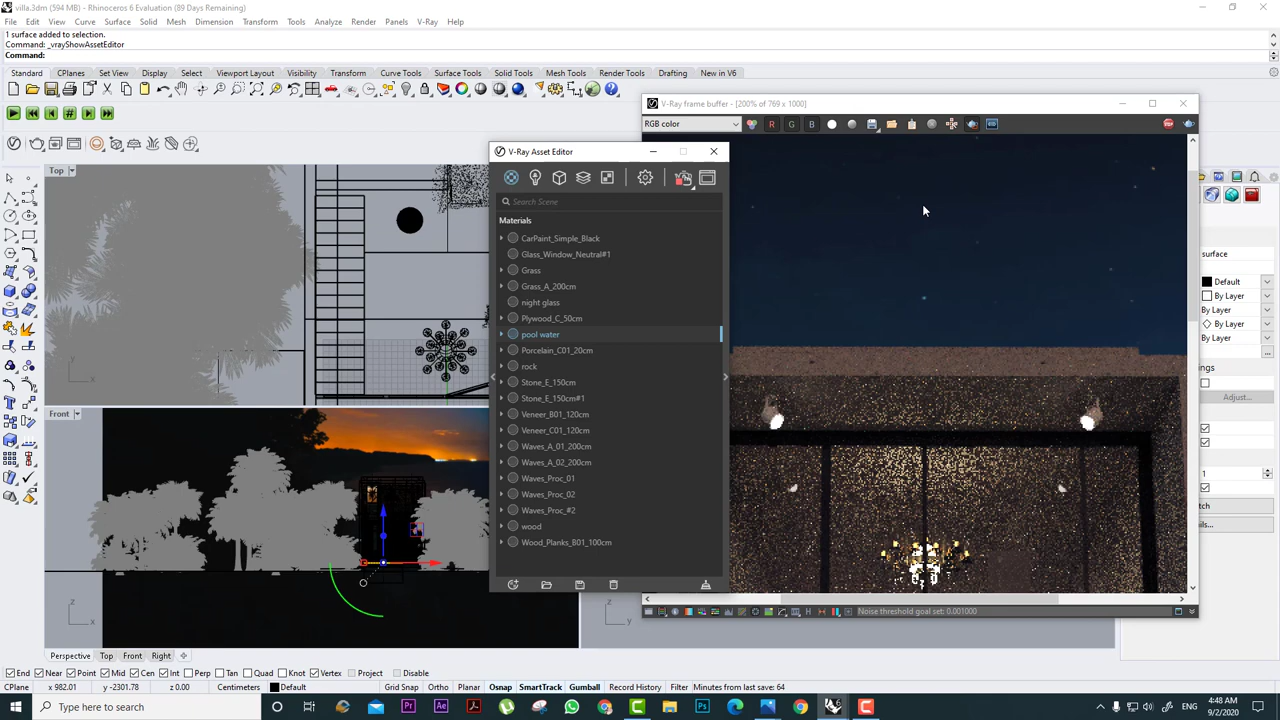 villa.3dm (594 MB) - Rhinoceros 6 Evaluation (89 Days Remaining)
File Edit View Curve Surface Solid Mesh Dimension Transform Tools Analyze Render Panels V-Ray Help
1 surface added to selection.
Command: _vrayShowAssetEditor
Command:
Standard CPlanes Set View Display Select Viewport Layout Visibility Transform Curve Tools Surface Tools Solid Tools Mesh Tools Render Tools Drafting New in V6
V-Ray frame buffer - [200% of 769 x 1000]
RGB color R G B
V-Ray Asset Editor
Top
Search Scene
Materials
CarPaint_Simple_Black
Glass_Window_Neutral#1
Grass
Grass_A_200cm
night glass
Plywood_C_50cm
pool water
Porcelain_C01_20cm
rock
Stone_E_150cm
Stone_E_150cm#1
Veneer_B01_120cm
Veneer_C01_120cm
Waves_A_01_200cm
Waves_A_02_200cm
Waves_Proc_01
Waves_Proc_02
Waves_Proc_#2
wood
Wood_Planks_B01_100cm
surface
Default
By Layer
By Layer
By Layer
Adjust...
1
y
x
Front
z
x
z
y
Noise threshold goal set: 0.001000
Perspective Top Front Right
End Near Point Mid Cen Int Perp Tan Quad Knot Vertex Project Disable
CPlane x 982.01 y -2301.78 z 0.00 Centimeters Default Grid Snap Ortho Planar Osnap SmartTrack Gumball Record History Filter Minutes from last save: 64
Type here to search
4:48 AM
9/2/2020